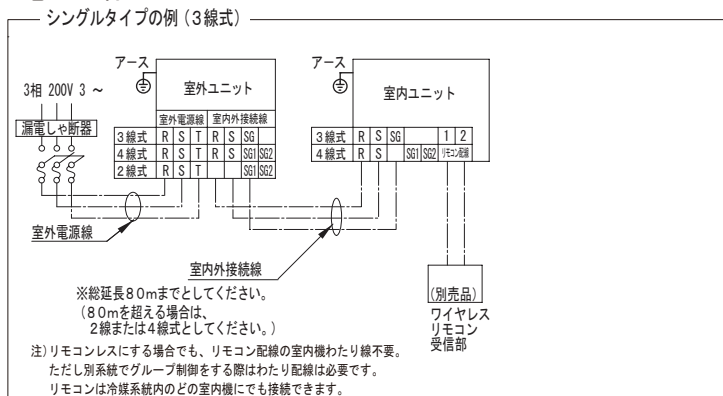 シングルタイプの例（3線式）
3相 200V 3 ～
漏電しゃ断器
アース
室外ユニット
室外電源線 室内外接続線
3線式 R S T R S SG
4線式 R S T R S SG1 SG2
2線式 R S T SG1 SG2
アース
室内ユニット
3線式 R S SG 1 2
4線式 R S SG1 SG2 リモコン配線
室外電源線
室内外接続線
※総延長80mまでとしてください。
（80mを超える場合は、
2線または4線式としてください。）
(別売品)
ワイヤレス
リモコン
受信部
注）リモコンレスにする場合でも、リモコン配線の室内機わたり線不要。
ただし別系統でグループ制御をする際はわたり配線は必要です。
リモコンは冷媒系統内のどの室内機にでも接続できます。